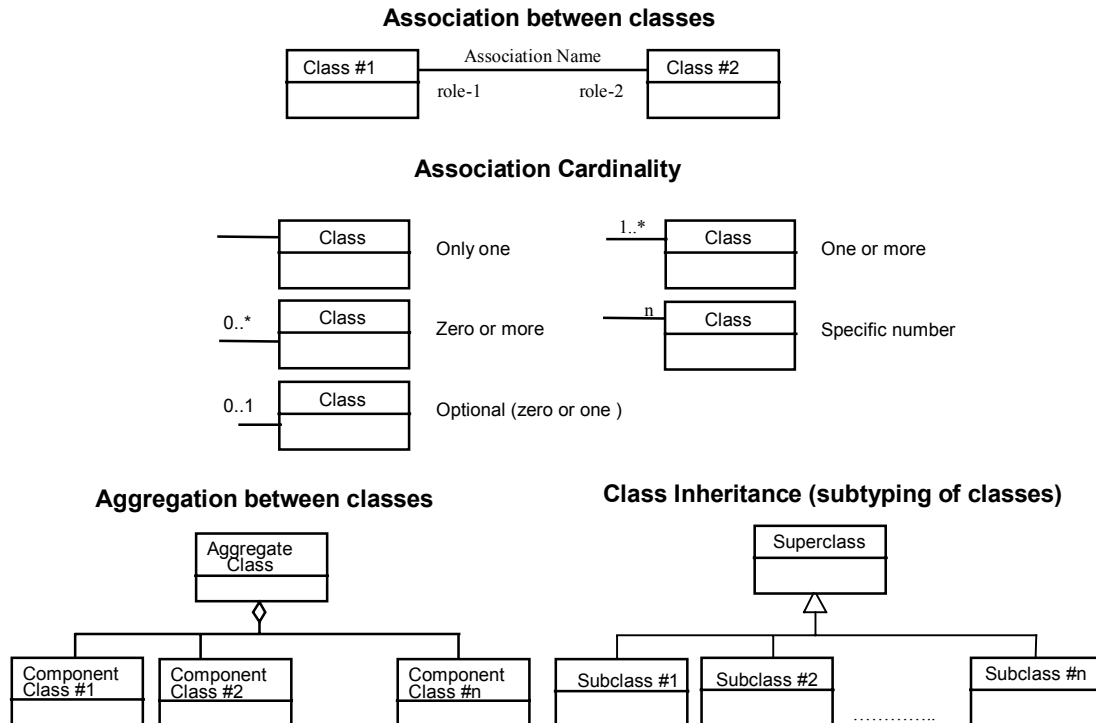 Association between classes
Class #1
Association Name
Class #2
role-1
role-2
Association Cardinality
Class
Only one
1..*
Class
One or more
0..*
Class
Zero or more
n
Class
Specific number
0..1
Class
Optional (zero or one )
Aggregation between classes
Aggregate
Class
Component
Class #1
Component
Class #2
Component
Class #n
Class Inheritance (subtyping of classes)
Superclass
Subclass #1
Subclass #2
.............
Subclass #n